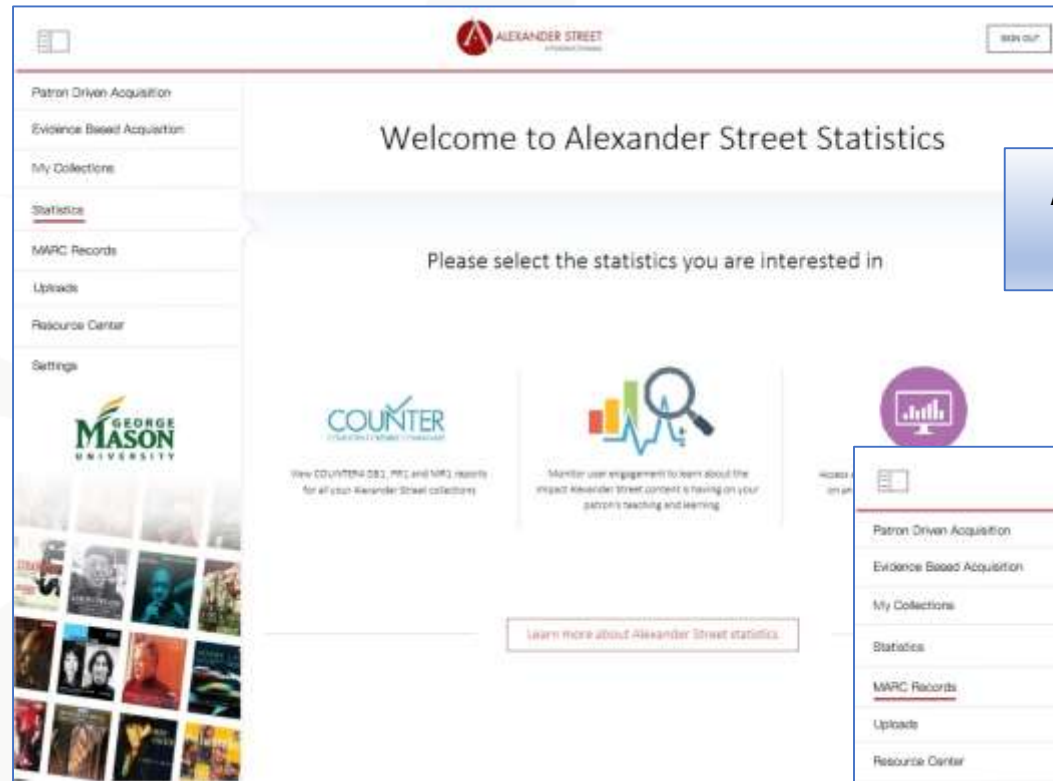 ALEXANDER STREET
SIGN OUT
Patron Driven Acquisition
Evidence Based Acquisition
My Collections
Statistics
MARC Records
Uploads
Resource Center
Settings
GEORGE
MASON
UNIVERSITY
Welcome to Alexander Street Statistics
Please select the statistics you are interested in
COUNTER
View COUNTER4 DB1, PR1 and MR1 reports
for all your Alexander Street collections
Monitor user engagement to learn about the
impact Alexander Street content is having on your
patron's teaching and learning
Access
on an
Learn more about Alexander Street statistics
A
Patron Driven Acquisition
Evidence Based Acquisition
My Collections
Statistics
MARC Records
Uploads
Resource Center